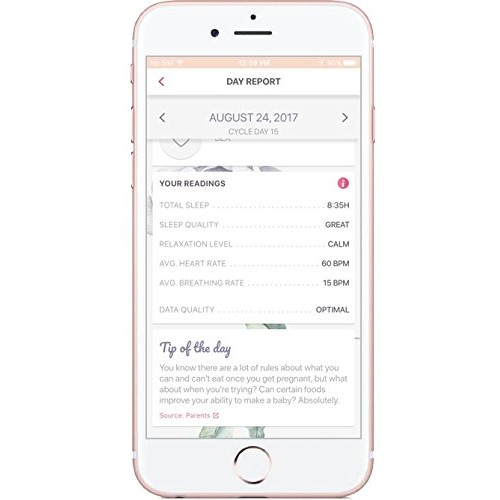 No SIM 12:59 PM 90%
DAY REPORT
AUGUST 24, 2017
CYCLE DAY 15
YOUR READINGS
TOTAL SLEEP 8:35H
SLEEP QUALITY GREAT
RELAXATION LEVEL CALM
AVG. HEART RATE 60 BPM
AVG. BREATHING RATE 15 BPM
DATA QUALITY OPTIMAL
Tip of the day
You know there are a lot of rules about what you
can and can't eat once you get pregnant, but what
about when you're trying? Can certain foods
improve your ability to make a baby? Absolutely.
Source: Parents